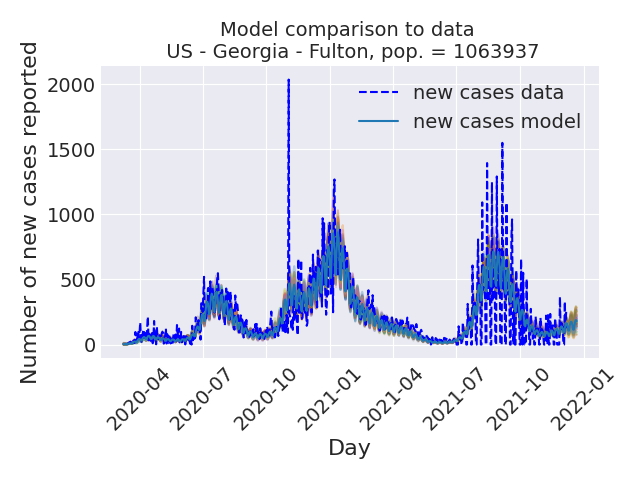 Model comparison to data
US - Georgia - Fulton, pop. = 1063937
new cases data
new cases model
Number of new cases reported
2000
1500
1000
500
0
2020-04
2020-07
2020-10
2021-01
2021-04
2021-07
2021-10
2022-01
Day